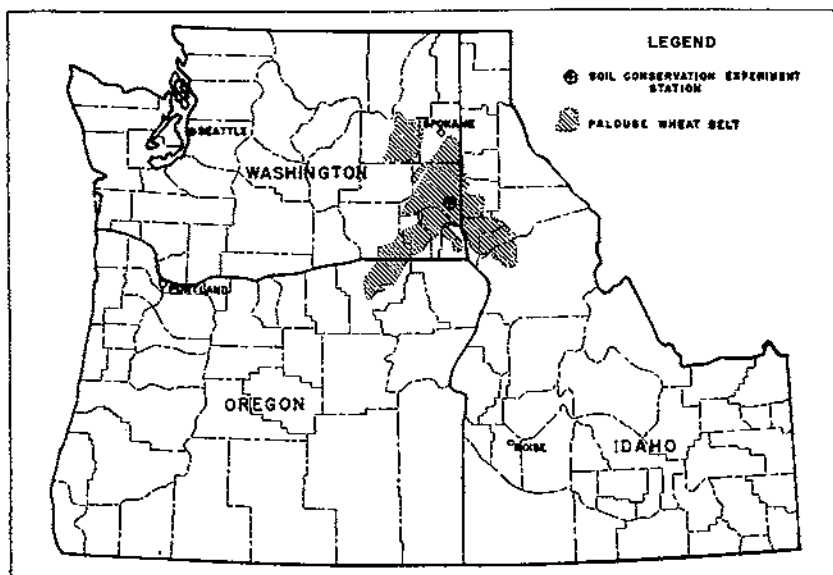 LEGEND
SOIL CONSERVATION EXPERIMENT
STATION
PALOUSE WHEAT BELT
SEATTLE
SPOKANE
WASHINGTON
PORTLAND
OREGON
BOISE
IDAHO